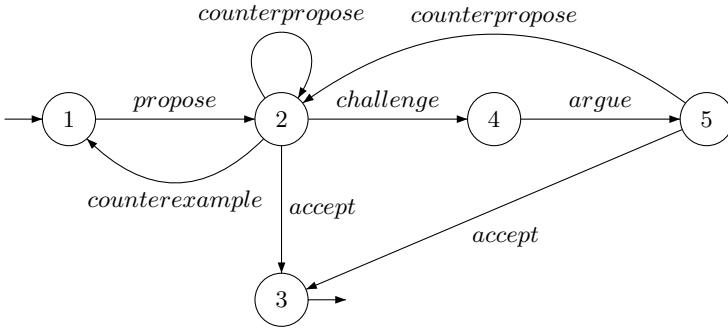 counterpropose
counterpropose
propose
challenge
argue
1
2
4
5
counterexample
accept
accept
3